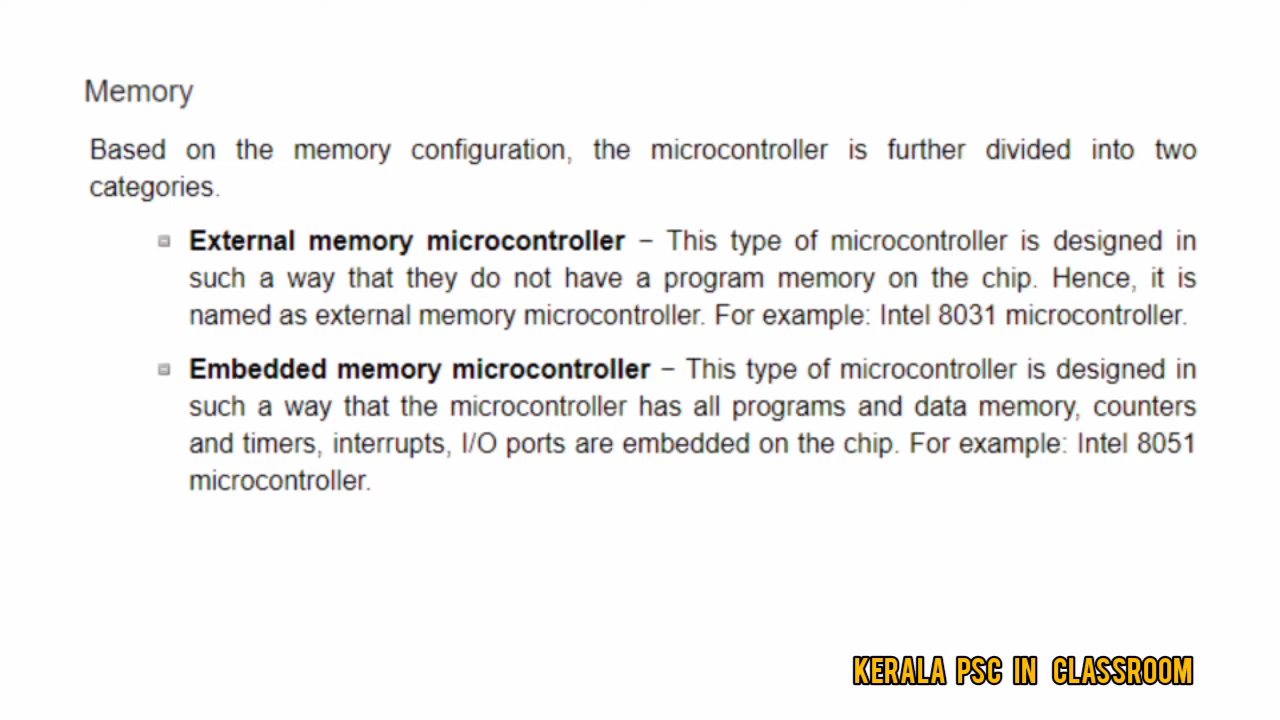 Memory
Based on the memory configuration, the microcontroller is further divided into two
categories.
External memory microcontroller − This type of microcontroller is designed in
such a way that they do not have a program memory on the chip. Hence, it is
named as external memory microcontroller. For example: Intel 8031 microcontroller.
Embedded memory microcontroller − This type of microcontroller is designed in
such a way that the microcontroller has all programs and data memory, counters
and timers, interrupts, I/O ports are embedded on the chip. For example: Intel 8051
microcontroller.
KERALA PSC IN CLASSROOM